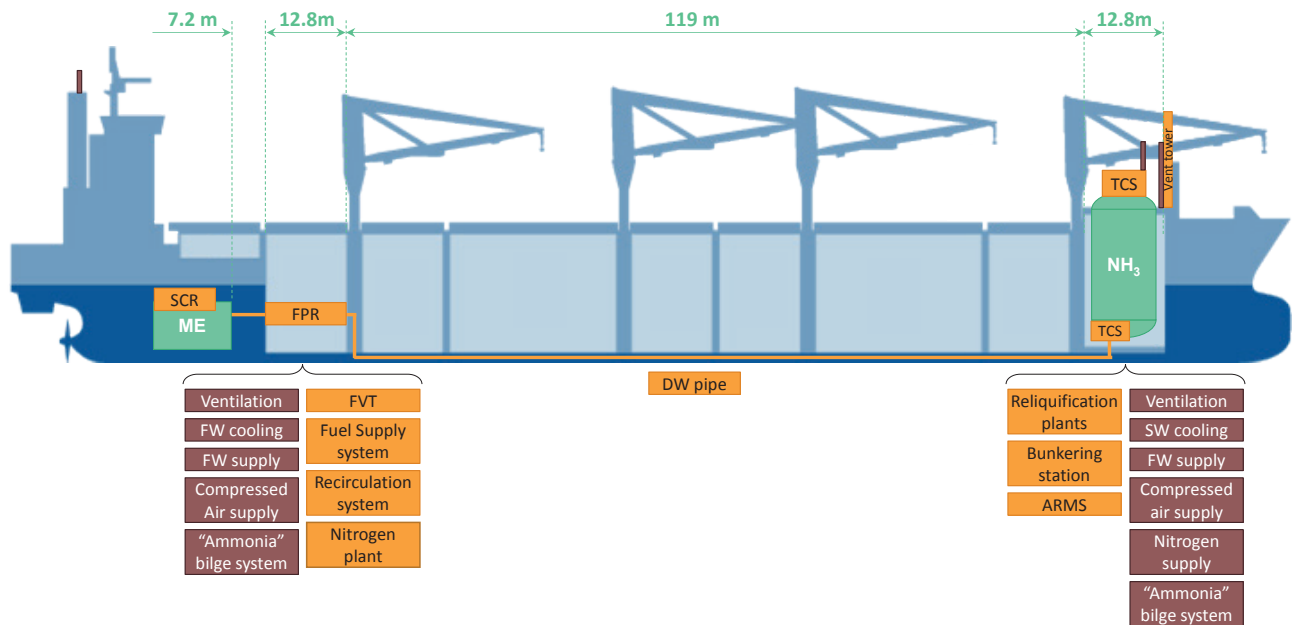 7.2 m
12.8m
119 m
12.8m
Vent tower
TCS
NH₃
SCR
ME
FPR
TCS
DW pipe
Ventilation
FW cooling
FW supply
Compressed
Air supply
“Ammonia”
bilge system
FVT
Fuel Supply
system
Recirculation
system
Nitrogen
plant
Reliquification
plants
Bunkering
station
ARMS
Ventilation
SW cooling
FW supply
Compressed
air supply
Nitrogen
supply
“Ammonia”
bilge system